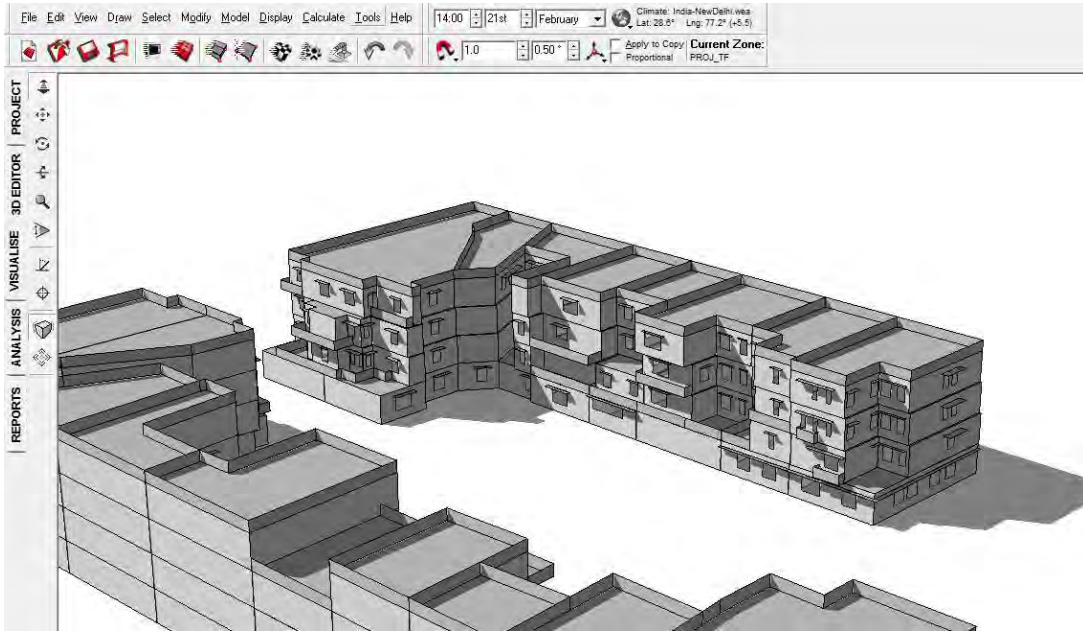 File Edit View Draw Select Modify Model Display Calculate Tools Help
14:00 21st February
Climate: India-NewDelhi.wea
Lat: 28.6° Lng: 77.2° (+5.5)
1.0 0.50 °
Apply to Copy
Proportional
Current Zone:
PROJ_TF
PROJECT
3D EDITOR
VISUALISE
ANALYSIS
REPORTS